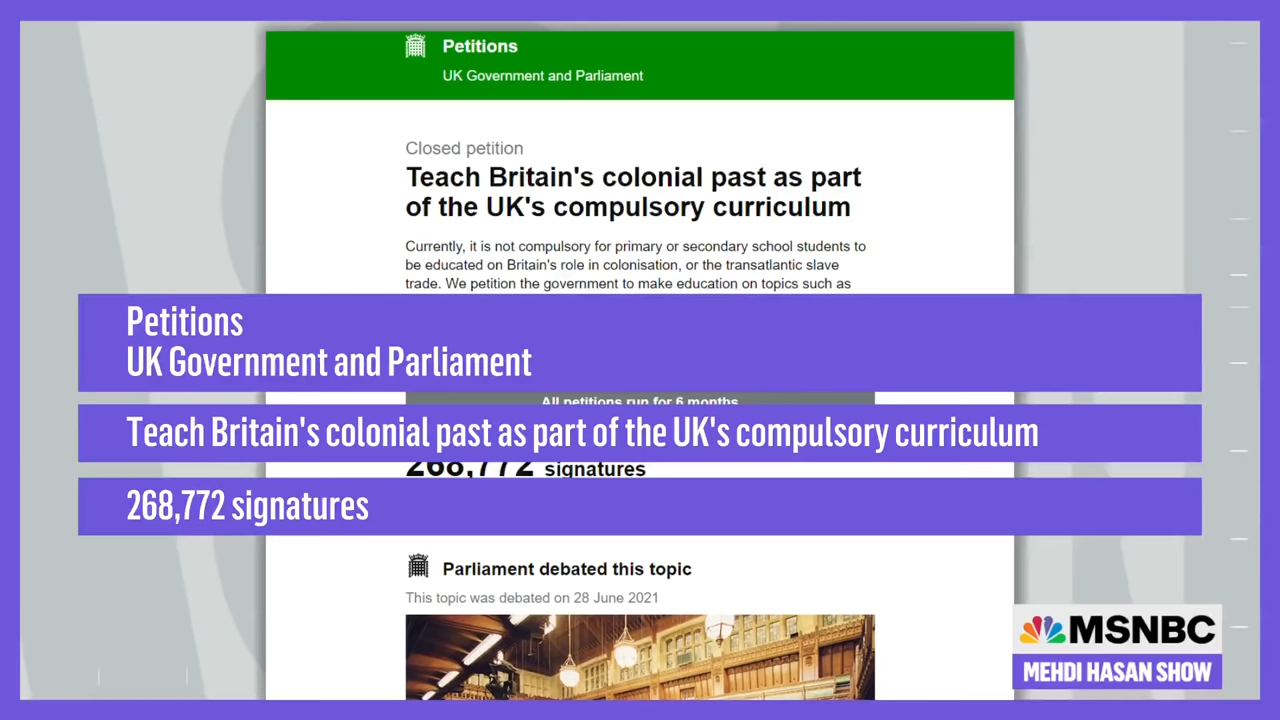 Petitions
UK Government and Parliament
Closed petition
Teach Britain's colonial past as part
of the UK's compulsory curriculum
Currently, it is not compulsory for primary or secondary school students to
be educated on Britain's role in colonisation, or the transatlantic slave
trade. We petition the government to make education on topics such as
Petitions
UK Government and Parliament
All petitions run for 6 months
Teach Britain's colonial past as part of the UK's compulsory curriculum
268,772 signatures
268,772 signatures
Parliament debated this topic
This topic was debated on 28 June 2021
MSNBC
MEHDI HASAN SHOW